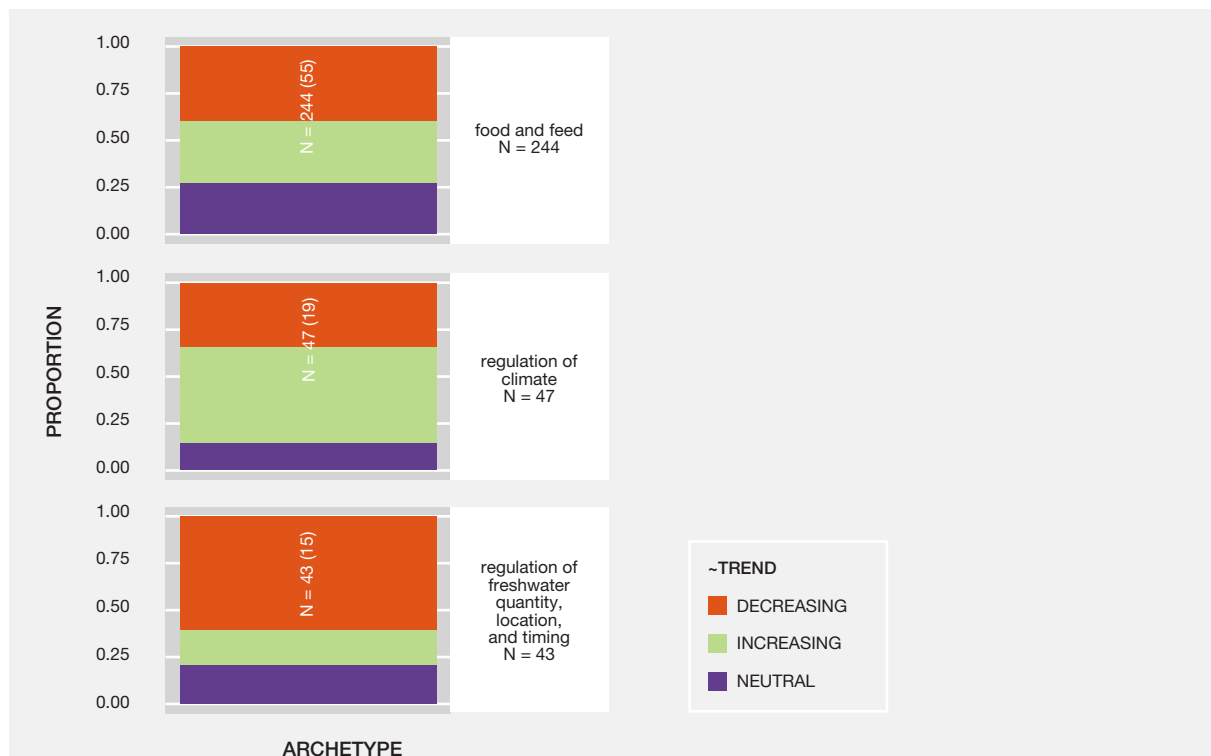 1.00
0.75
0.50
0.25
0.00
N = 244 (55)
food and feed
N = 244
1.00
0.75
0.50
0.25
0.00
N = 47 (19)
regulation of
climate
N = 47
PROPORTION
1.00
0.75
0.50
0.25
0.00
N = 43 (15)
regulation of
freshwater
quantity,
location,
and timing
N = 43
~TREND
DECREASING
INCREASING
NEUTRAL
ARCHETYPE